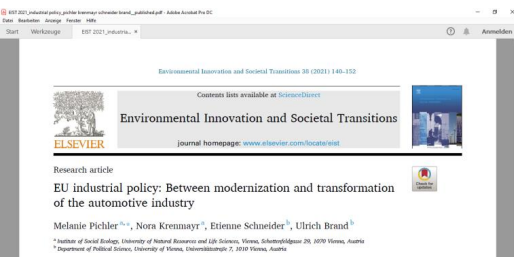 EIST 2021_industrial policy_pichler krenmayr schneider brand__published.pdf - Adobe Acrobat Pro DC
Datei Bearbeiten Anzeige Fenster Hilfe
Start Werkzeuge EIST 2021_industria... × Anmelden
Environmental Innovation and Societal Transitions 38 (2021) 140–152
Contents lists available at ScienceDirect
Environmental Innovation and Societal Transitions
ELSEVIER
journal homepage: www.elsevier.com/locate/eist
Research article
EU industrial policy: Between modernization and transformation
of the automotive industry
Check for
updates
Melanie Pichler a,*, Nora Krenmayr a, Etienne Schneider b, Ulrich Brand b
a Institute of Social Ecology, University of Natural Resources and Life Sciences, Vienna, Schottenfeldgasse 29, 1070 Vienna, Austria
b Department of Political Science, University of Vienna, Universitätsstraße 7, 1010 Vienna, Austria